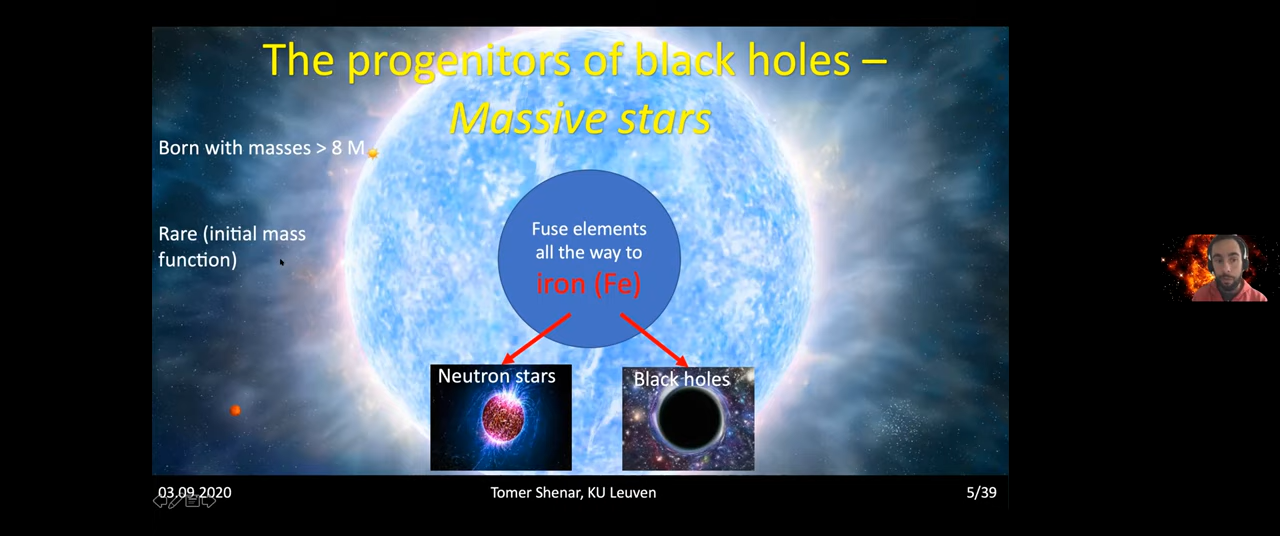 The progenitors of black holes –
Massive stars
Born with masses > 8 M
Rare (initial mass
function)
Fuse elements
all the way to
iron (Fe)
Neutron stars
Black holes
03.09.2020
Tomer Shenar, KU Leuven
5/39